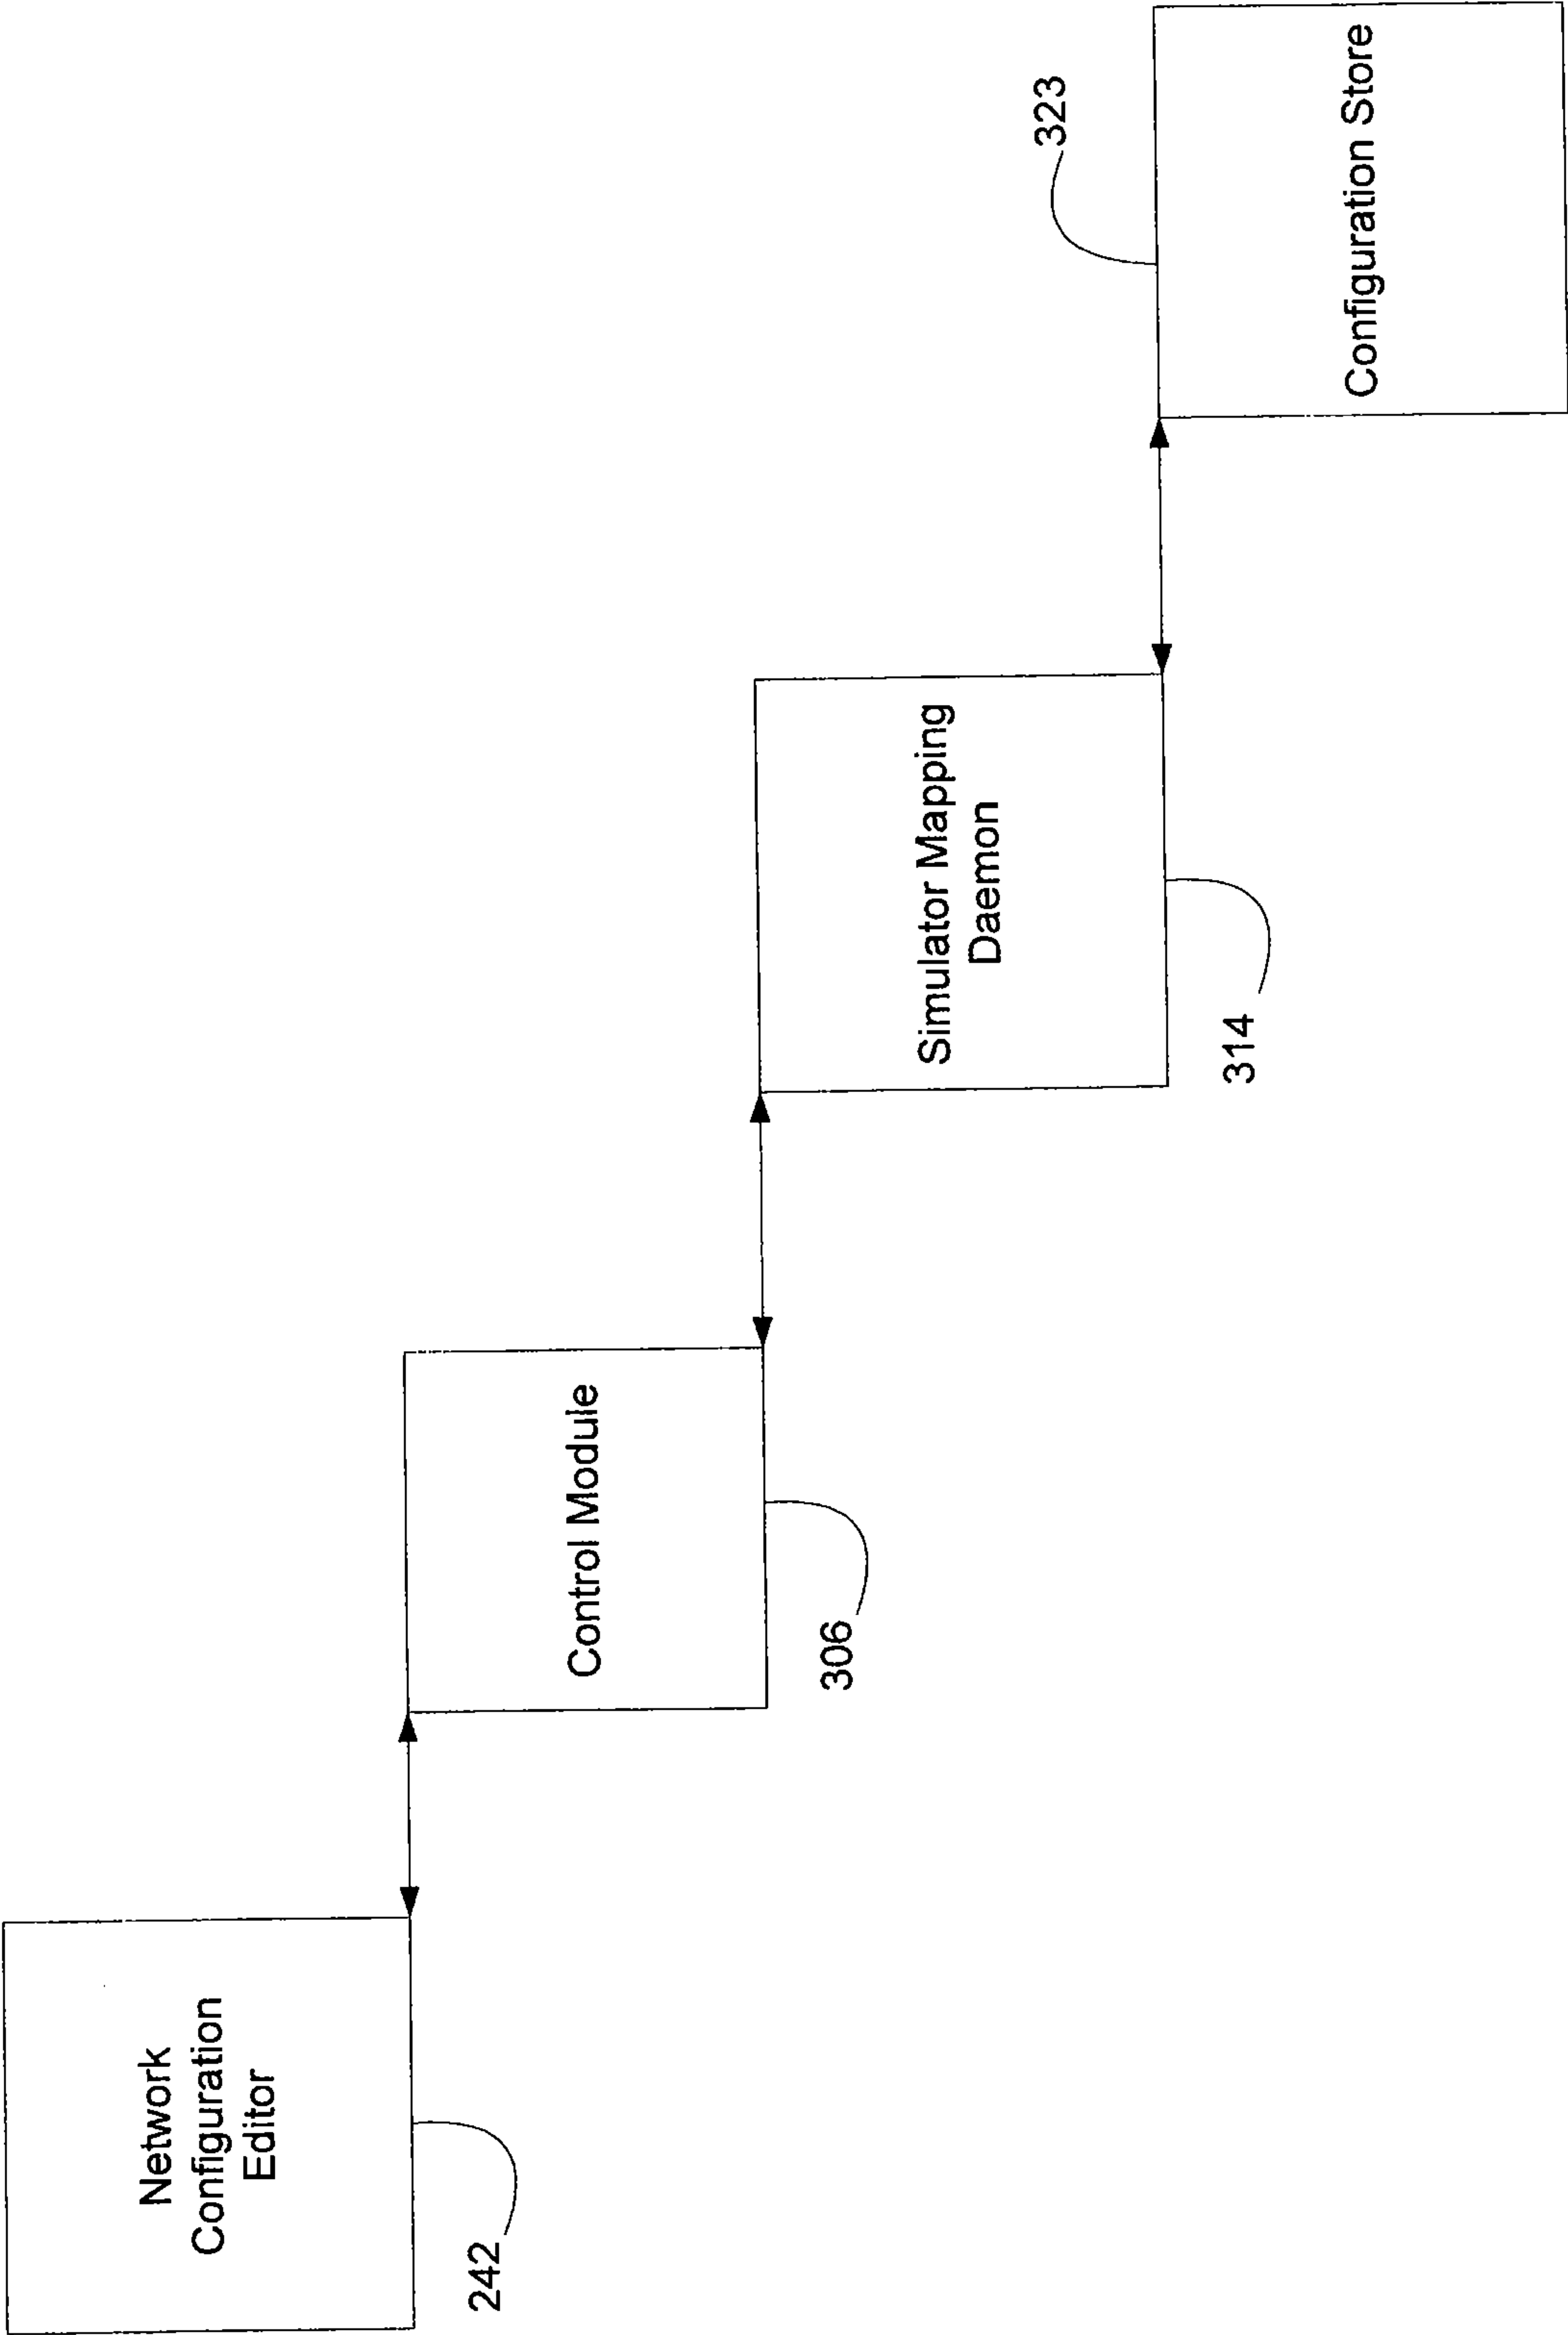 Network
Configuration
Editor
242
Control Module
306
Simulator Mapping
Daemon
314
323
Configuration Store